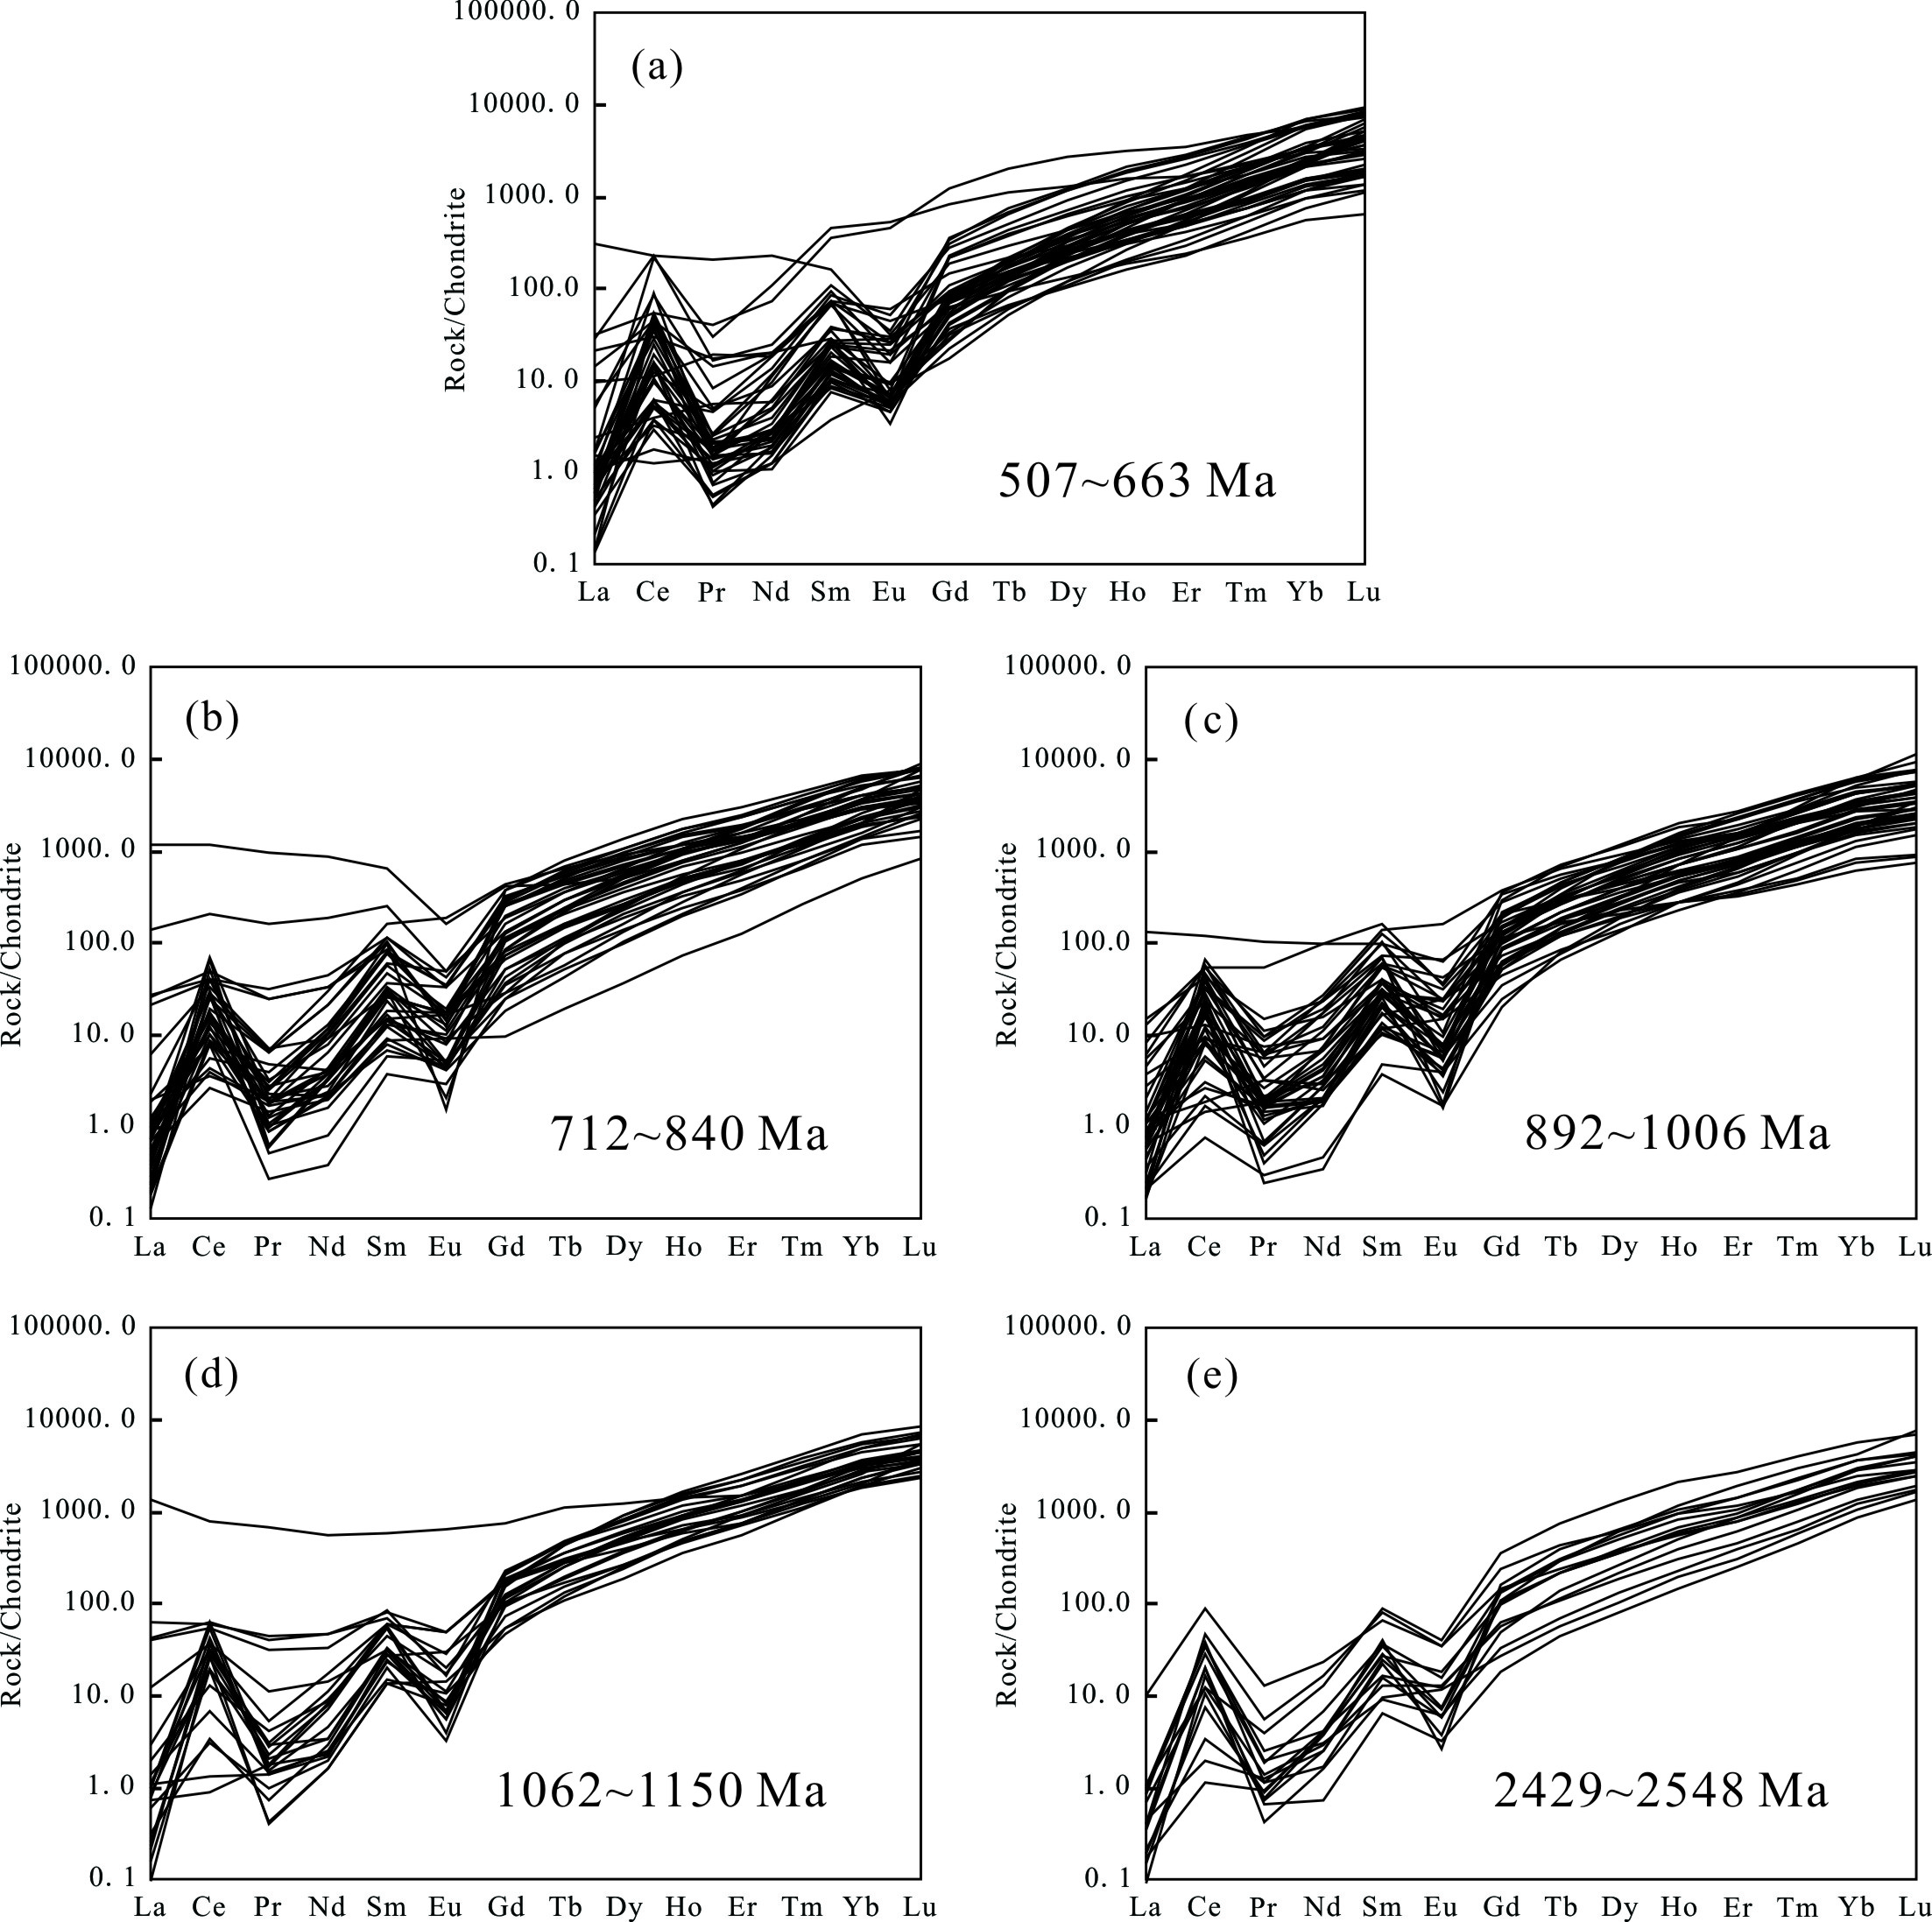 100000. 0
(a)
10000. 0
1000. 0
100. 0
10. 0
1. 0
0. 1
Rock/Chondrite
507~663 Ma
La Ce Pr Nd Sm Eu Gd Tb Dy Ho Er Tm Yb Lu
100000. 0
(b)
10000. 0
1000. 0
100. 0
10. 0
1. 0
0. 1
Rock/Chondrite
712~840 Ma
La Ce Pr Nd Sm Eu Gd Tb Dy Ho Er Tm Yb Lu
100000. 0
(c)
10000. 0
1000. 0
100. 0
10. 0
1. 0
0. 1
Rock/Chondrite
892~1006 Ma
La Ce Pr Nd Sm Eu Gd Tb Dy Ho Er Tm Yb Lu
100000. 0
(d)
10000. 0
1000. 0
100. 0
10. 0
1. 0
0. 1
Rock/Chondrite
1062~1150 Ma
La Ce Pr Nd Sm Eu Gd Tb Dy Ho Er Tm Yb Lu
100000. 0
(e)
10000. 0
1000. 0
100. 0
10. 0
1. 0
0. 1
Rock/Chondrite
2429~2548 Ma
La Ce Pr Nd Sm Eu Gd Tb Dy Ho Er Tm Yb Lu